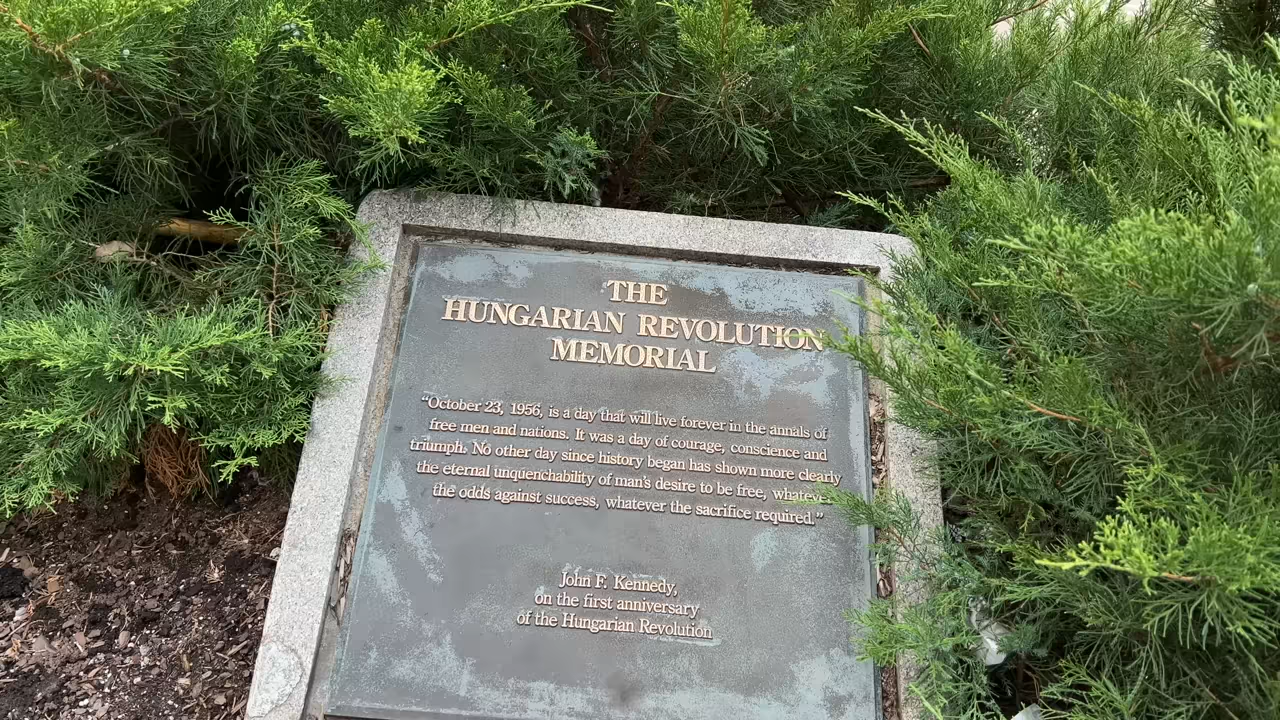 THE
HUNGARIAN REVOLUTION
MEMORIAL
“October 23, 1956, is a day that will live forever in the annals of
free men and nations. It was a day of courage, conscience and
triumph. No other day since history began has shown more clearly
the eternal unquenchability of man's desire to be free, whatever
the odds against success, whatever the sacrifice required.”
John F. Kennedy,
on the first anniversary
of the Hungarian Revolution